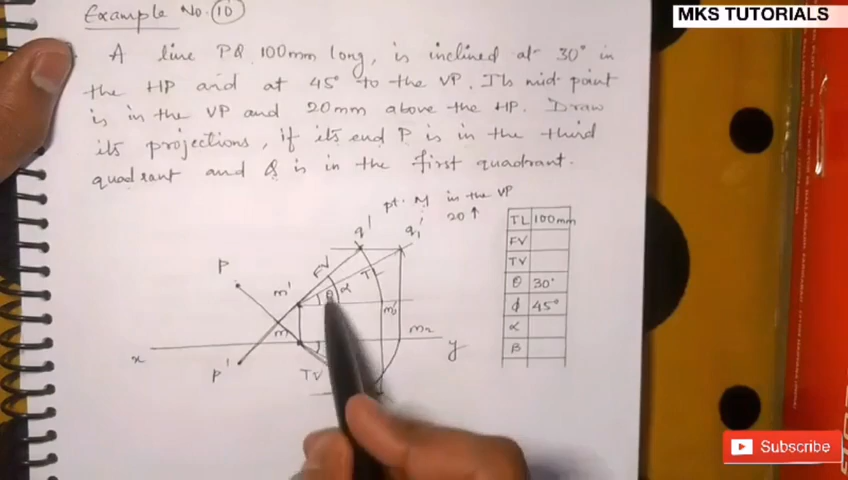 Example No. 10
MKS TUTORIALS
A line PQ 100mm long, is inclined at 30° in
the HP and at 45° to the VP. Its mid-point
is in the VP and 20mm above the HP. Draw
its projections, if its end P is in the third
quadrant and Q is in the first quadrant.
pt. M in the VP
20 ↑
q' q1'
P FV
m' θ α
m
x y
p' TV
TL 100mm
FV
TV
θ 30°
ϕ 45°
α
β
Subscribe